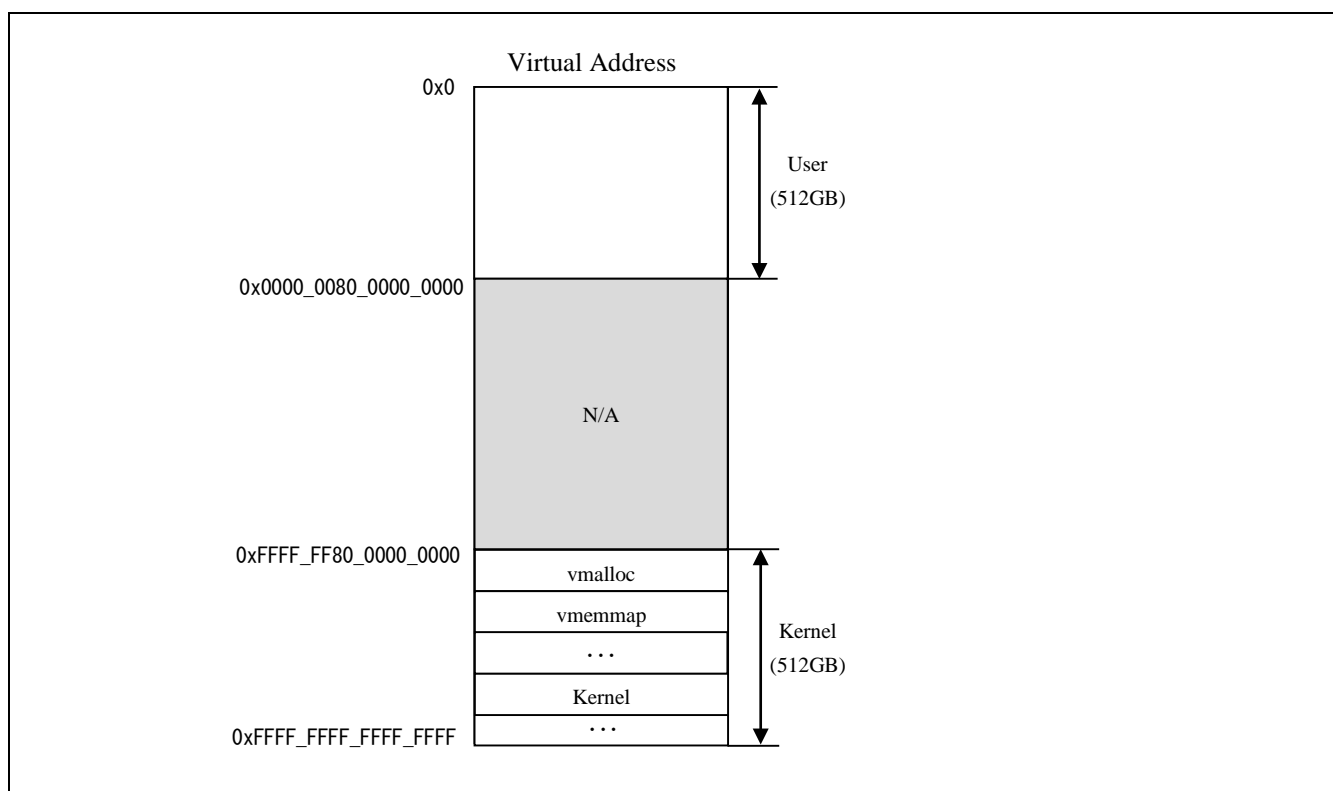 Virtual Address
0x0
User
(512GB)
0x0000_0080_0000_0000
N/A
0xFFFF_FF80_0000_0000
vmalloc
vmemmap
...
Kernel
...
Kernel
(512GB)
0xFFFF_FFFF_FFFF_FFFF